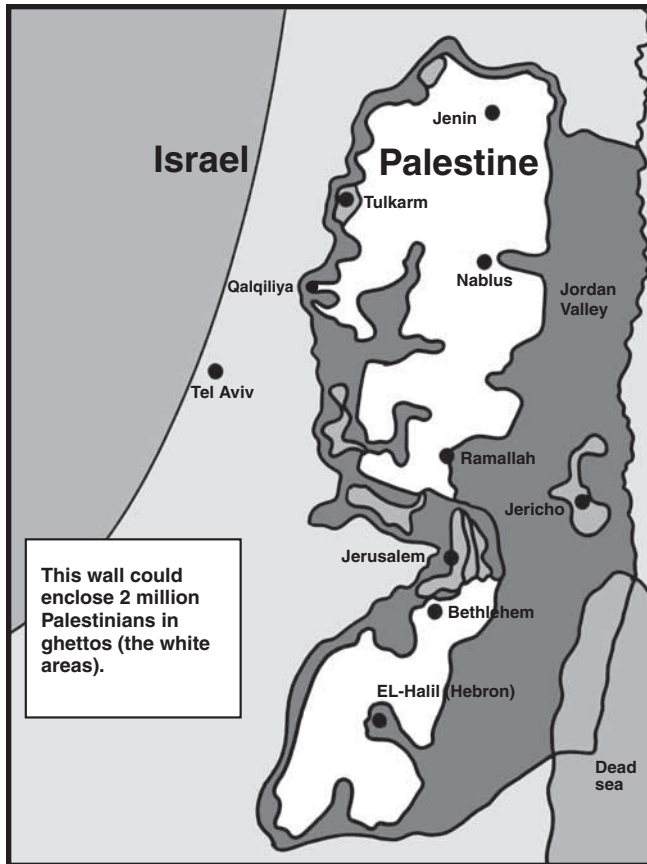 Jenin
Israel
Palestine
Tulkarm
Qalqiliya
Nablus
Jordan
Valley
Tel Aviv
Ramallah
Jericho
Jerusalem
This wall could
enclose 2 million
Palestinians in
ghettos (the white
areas).
Bethlehem
EL-Halil (Hebron)
Dead
sea